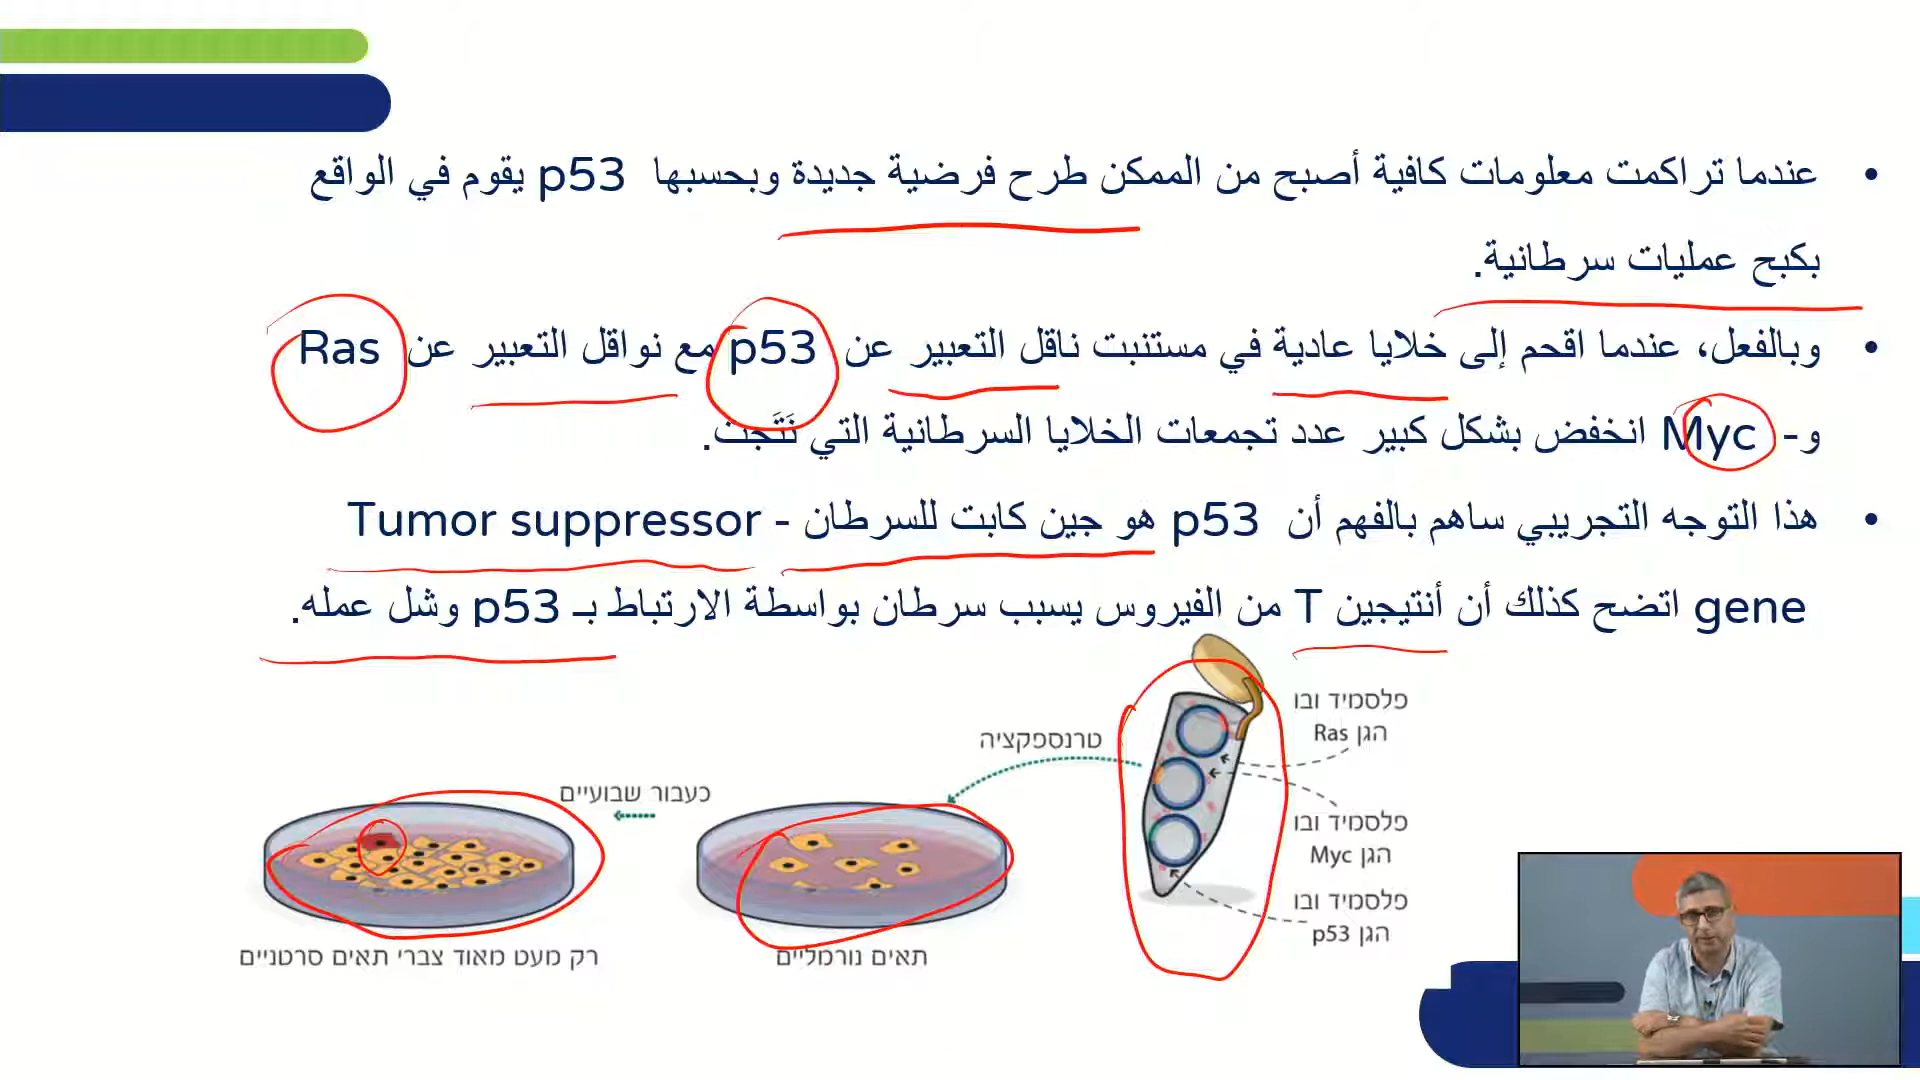 • عندما تراكمت معلومات كافية أصبح من الممكن طرح فرضية جديدة وبحسبها p53 يقوم في الواقع
بكبح عمليات سرطانية.
• وبالفعل، عندما اقحم إلى خلايا عادية في مستنبت ناقل التعبير عن p53 مع نواقل التعبير عن Ras
و- Myc انخفض بشكل كبير عدد تجمعات الخلايا السرطانية التي نَتَجت.
• هذا التوجه التجريبي ساهم بالفهم أن p53 هو جين كابت للسرطان - Tumor suppressor
gene اتضح كذلك أن أنتيجين T من الفيروس يسبب سرطان بواسطة الارتباط بـ p53 وشل عمله.
פלסמיד ובו
הגן Ras
טרנספקציה
כעבור שבועיים
פלסמיד ובו
הגן Myc
פלסמיד ובו
הגן p53
תאים נורמליים
רק מעט מאוד צברי תאים סרטניים